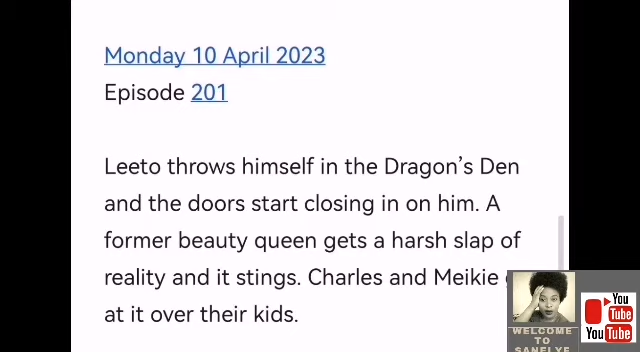 Monday 10 April 2023
Episode 201
Leeto throws himself in the Dragon's Den
and the doors start closing in on him. A
former beauty queen gets a harsh slap of
reality and it stings. Charles and Meikie
at it over their kids.
WELCOME
TO
You
Tube
YouTube